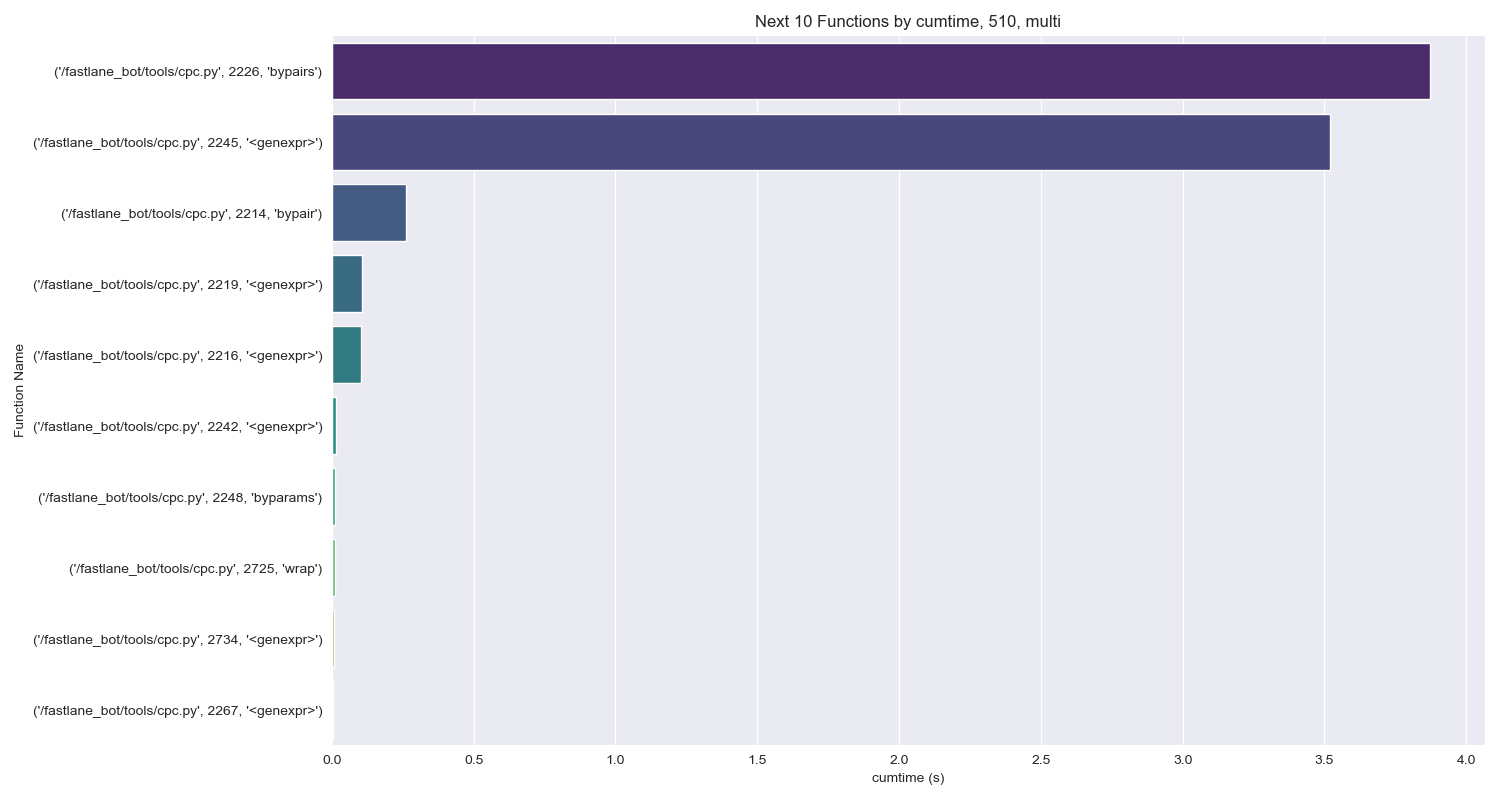 Next 10 Functions by cumtime, 510, multi
('/fastlane_bot/tools/cpc.py', 2226, 'bypairs')
('/fastlane_bot/tools/cpc.py', 2245, '<genexpr>')
('/fastlane_bot/tools/cpc.py', 2214, 'bypair')
('/fastlane_bot/tools/cpc.py', 2219, '<genexpr>')
('/fastlane_bot/tools/cpc.py', 2216, '<genexpr>')
('/fastlane_bot/tools/cpc.py', 2242, '<genexpr>')
('/fastlane_bot/tools/cpc.py', 2248, 'byparams')
('/fastlane_bot/tools/cpc.py', 2725, 'wrap')
('/fastlane_bot/tools/cpc.py', 2734, '<genexpr>')
('/fastlane_bot/tools/cpc.py', 2267, '<genexpr>')
Function Name
0.0 0.5 1.0 1.5 2.0 2.5 3.0 3.5 4.0
cumtime (s)